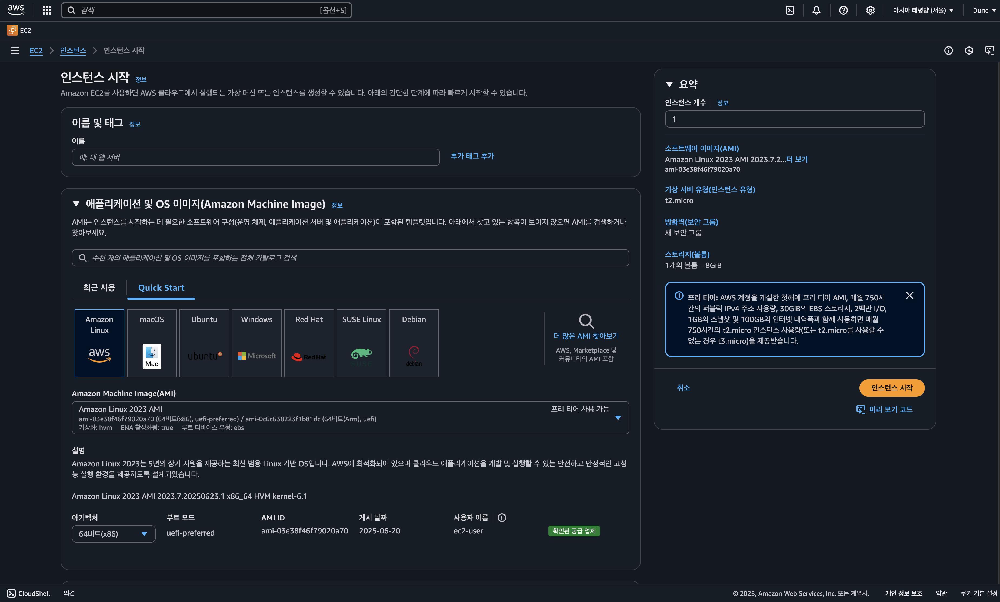 aws
검색
[옵션+S]
아시아 태평양 (서울)
Dune
EC2
EC2
인스턴스
인스턴스 시작
인스턴스 시작 정보
Amazon EC2를 사용하면 AWS 클라우드에서 실행되는 가상 머신 또는 인스턴스를 생성할 수 있습니다. 아래의 간단한 단계에 따라 빠르게 시작할 수 있습니다.
이름 및 태그 정보
이름
예: 내 웹 서버
추가 태그 추가
애플리케이션 및 OS 이미지(Amazon Machine Image) 정보
AMI는 인스턴스를 시작하는 데 필요한 소프트웨어 구성(운영 체제, 애플리케이션 서버 및 애플리케이션)이 포함된 템플릿입니다. 아래에서 찾고 있는 항목이 보이지 않으면 AMI를 검색하거나
찾아보세요.
수천 개의 애플리케이션 및 OS 이미지를 포함하는 전체 카탈로그 검색
최근 사용
Quick Start
Amazon
Linux
aws
macOS
Mac
Ubuntu
ubuntu
Windows
Microsoft
Red Hat
Red Hat
SUSE Linux
SUSE
Debian
debian
더 많은 AMI 찾아보기
AWS, Marketplace 및
커뮤니티의 AMI 포함
Amazon Machine Image(AMI)
Amazon Linux 2023 AMI
프리 티어 사용 가능
ami-03e38f46f79020a70 (64비트(x86), uefi-preferred) / ami-0c6c638223f1b81dc (64비트(Arm), uefi)
가상화: hvm ENA 활성화됨: true 루트 디바이스 유형: ebs
설명
Amazon Linux 2023는 5년의 장기 지원을 제공하는 최신 범용 Linux 기반 OS입니다. AWS에 최적화되어 있으며 클라우드 애플리케이션을 개발 및 실행할 수 있는 안전하고 안정적인 고성
능 실행 환경을 제공하도록 설계되었습니다.
Amazon Linux 2023 AMI 2023.7.20250623.1 x86_64 HVM kernel-6.1
아키텍처
64비트(x86)
부트 모드
uefi-preferred
AMI ID
ami-03e38f46f79020a70
게시 날짜
2025-06-20
사용자 이름
ec2-user
확인된 공급 업체
요약
인스턴스 개수 정보
1
소프트웨어 이미지(AMI)
Amazon Linux 2023 AMI 2023.7.2...더 보기
ami-03e38f46f79020a70
가상 서버 유형(인스턴스 유형)
t2.micro
방화벽(보안 그룹)
새 보안 그룹
스토리지(볼륨)
1개의 볼륨 – 8GiB
프리 티어: AWS 계정을 개설한 첫해에 프리 티어 AMI, 매월 750시
간의 퍼블릭 IPv4 주소 사용량, 30GiB의 EBS 스토리지, 2백만 I/O,
1GB의 스냅샷 및 100GB의 인터넷 대역폭과 함께 사용하면 매월
750시간의 t2.micro 인스턴스 사용량(또는 t2.micro를 사용할 수
없는 경우 t3.micro)을 제공받습니다.
취소
인스턴스 시작
미리 보기 코드
CloudShell
의견
© 2025, Amazon Web Services, Inc. 또는 계열사.
개인 정보 보호
약관
쿠키 기본 설정